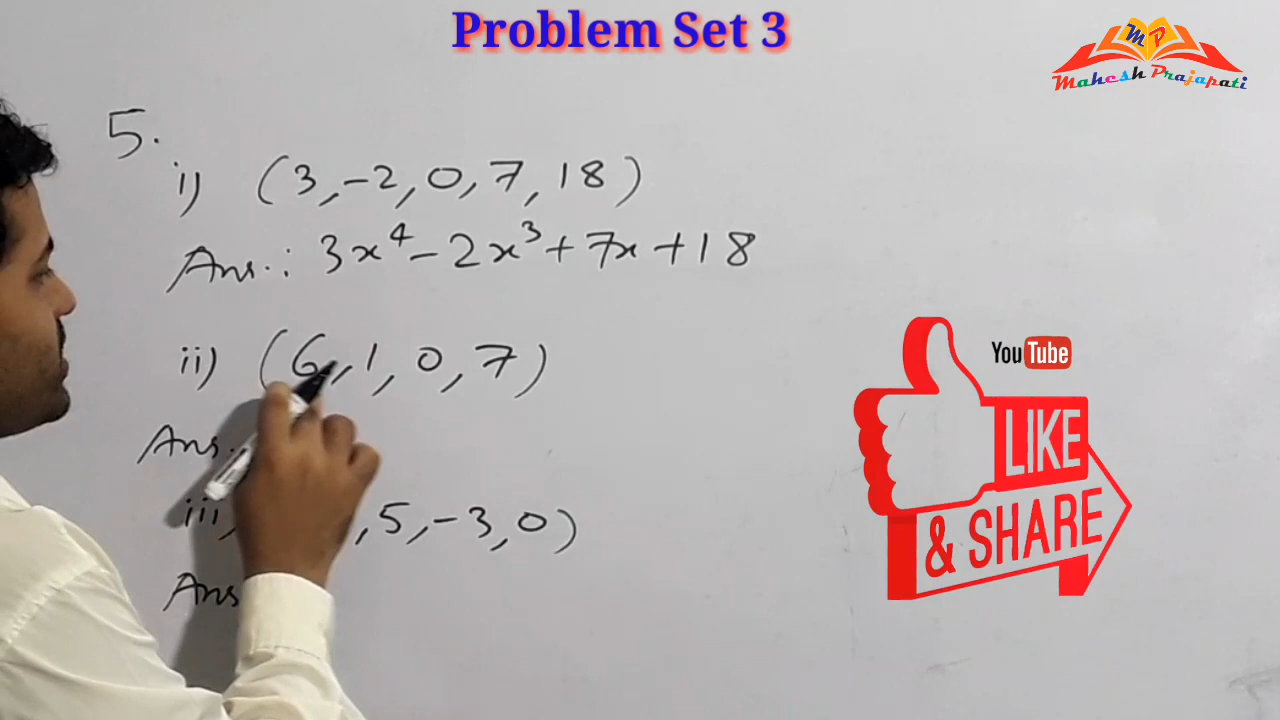 Problem Set 3
MP
Mahesh Prajapati
5.
i) (3,-2,0,7,18)
Ans.: 3x⁴-2x³+7x+18
ii) (6,1,0,7)
Ans.
iii) ,5,-3,0)
Ans
YouTube
LIKE
& SHARE